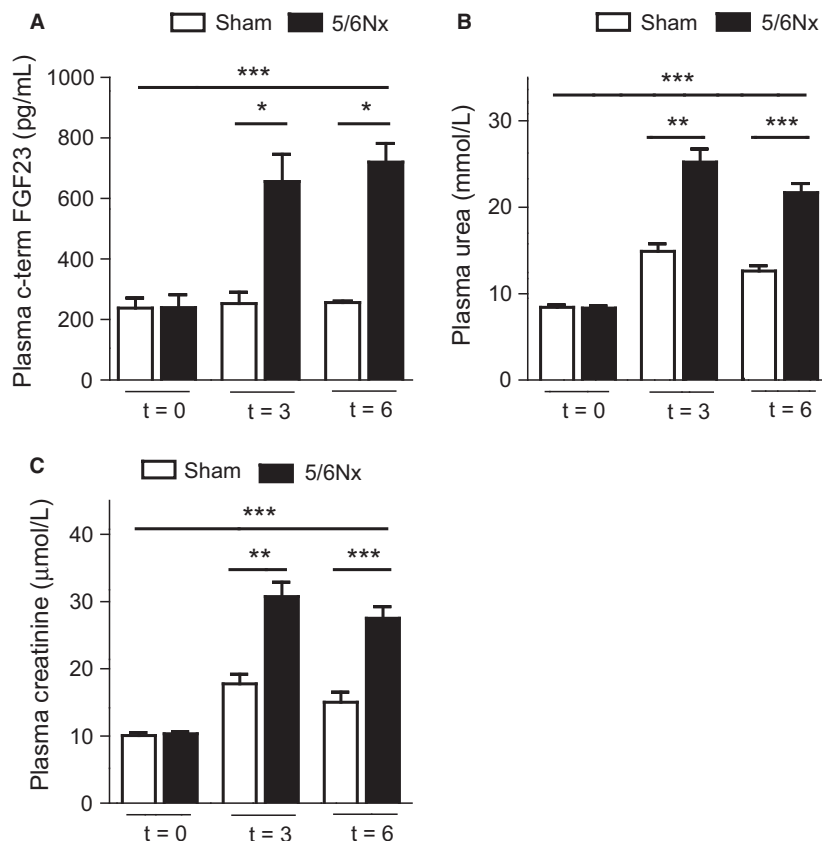 A
Sham 5/6Nx
Plasma c-term FGF23 (pg/mL)
1000
800
600
400
200
0
***
* *
t = 0 t = 3 t = 6
B
Sham 5/6Nx
Plasma urea (mmol/L)
30
20
10
0
***
** ***
t = 0 t = 3 t = 6
C
Sham 5/6Nx
Plasma creatinine (μmol/L)
40
30
20
10
0
***
** ***
t = 0 t = 3 t = 6